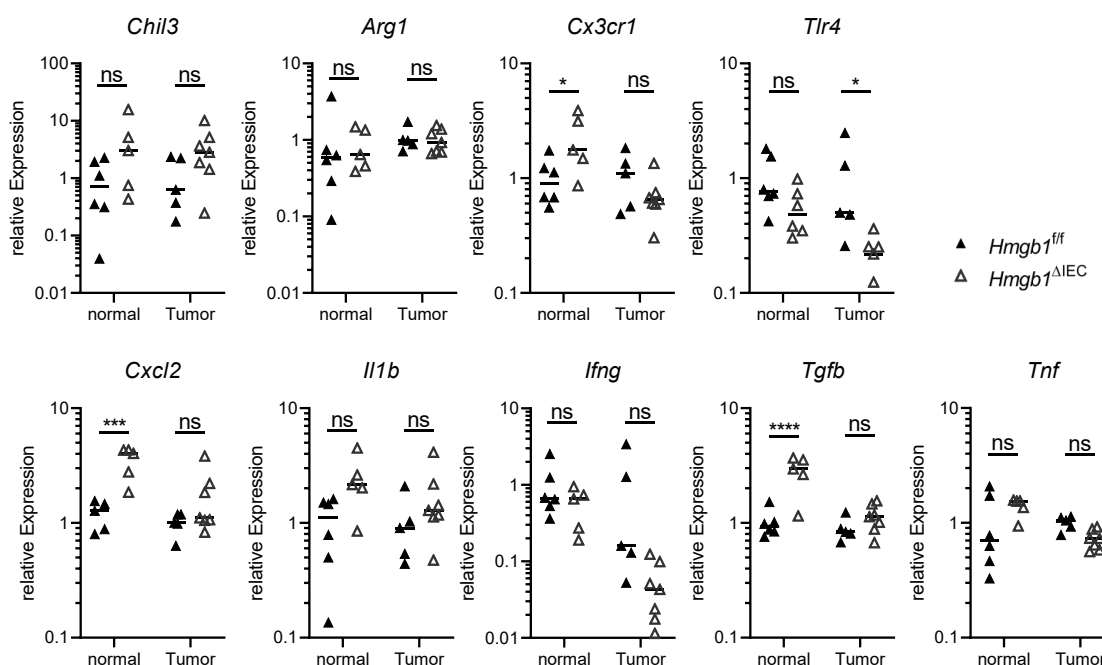 Chil3
Arg1
Cx3cr1
Tlr4
relative Expression
100
10
1
0.1
0.01
ns
ns
normal
Tumor
relative Expression
10
1
0.1
0.01
ns
ns
normal
Tumor
relative Expression
10
1
0.1
*
ns
normal
Tumor
relative Expression
10
1
0.1
ns
*
normal
Tumor
Hmgb1f/f
Hmgb1ΔIEC
Cxcl2
Il1b
Ifng
Tgfb
Tnf
relative Expression
10
1
0.1
***
ns
normal
Tumor
relative Expression
10
1
0.1
ns
ns
normal
Tumor
relative Expression
10
1
0.1
0.01
ns
ns
normal
Tumor
relative Expression
10
1
0.1
****
ns
normal
Tumor
relative Expression
10
1
0.1
ns
ns
normal
Tumor